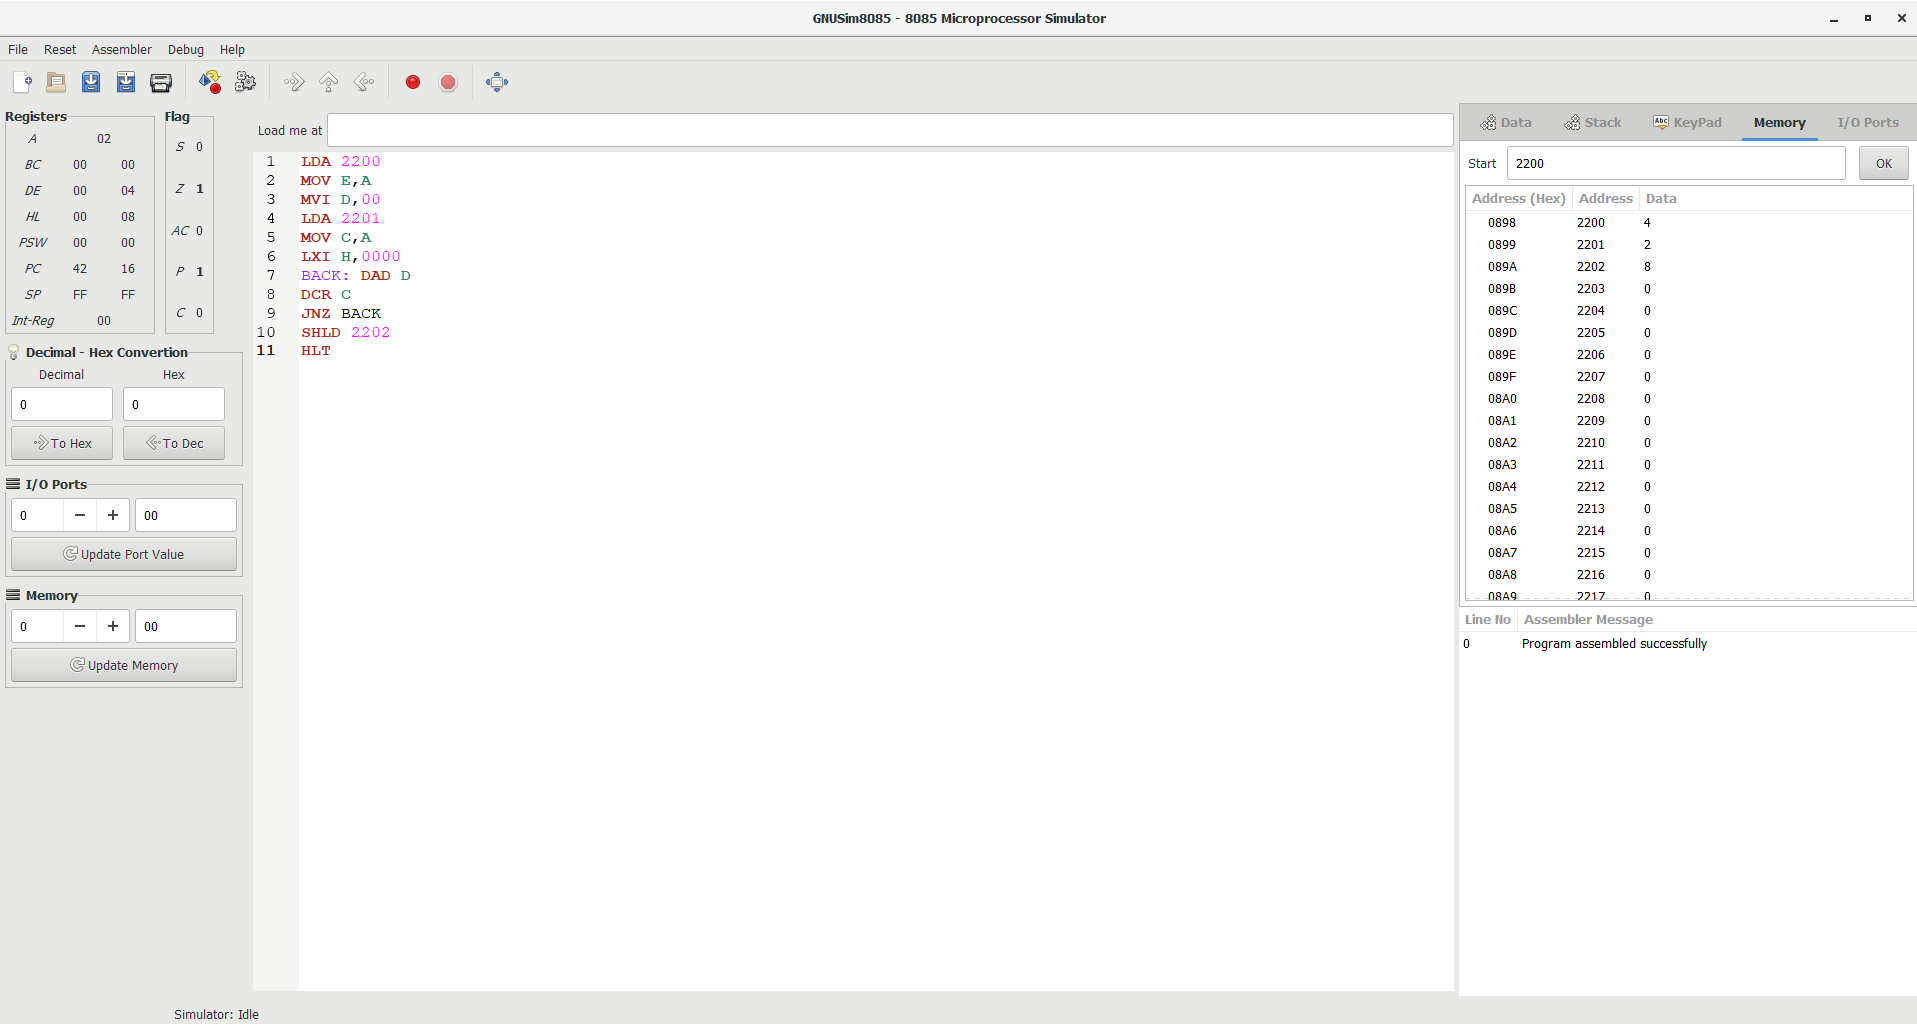 GNUSim8085 - 8085 Microprocessor Simulator
File Reset Assembler Debug Help
Registers
A 02
BC 00 00
DE 00 04
HL 00 08
PSW 00 00
PC 42 16
SP FF FF
Int-Reg 00
Flag
S 0
Z 1
AC 0
P 1
C 0
Decimal - Hex Convertion
Decimal Hex
0 0
To Hex To Dec
I/O Ports
0 − + 00
Update Port Value
Memory
0 − + 00
Update Memory
Load me at
1 LDA 2200
2 MOV E,A
3 MVI D,00
4 LDA 2201
5 MOV C,A
6 LXI H,0000
7 BACK: DAD D
8 DCR C
9 JNZ BACK
10 SHLD 2202
11 HLT
Data Stack Abc KeyPad Memory I/O Ports
Start 2200 OK
Address (Hex) Address Data
0898 2200 4
0899 2201 2
089A 2202 8
089B 2203 0
089C 2204 0
089D 2205 0
089E 2206 0
089F 2207 0
08A0 2208 0
08A1 2209 0
08A2 2210 0
08A3 2211 0
08A4 2212 0
08A5 2213 0
08A6 2214 0
08A7 2215 0
08A8 2216 0
08A9 2217 0
Line No Assembler Message
0 Program assembled successfully
Simulator: Idle